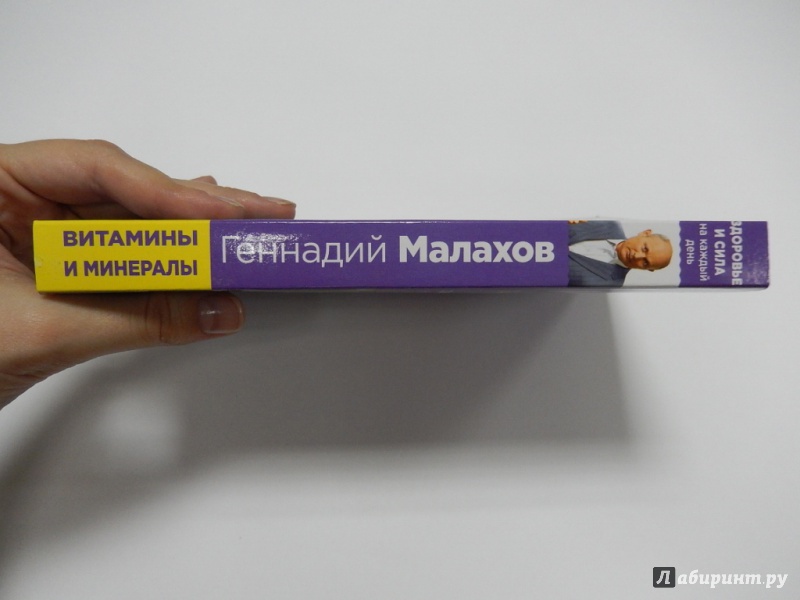 ВИТАМИНЫ
И МИНЕРАЛЫ
Геннадий Малахов
ЗДОРОВЬЕ
И СИЛА
на каждый
день
Лабиринт.ру